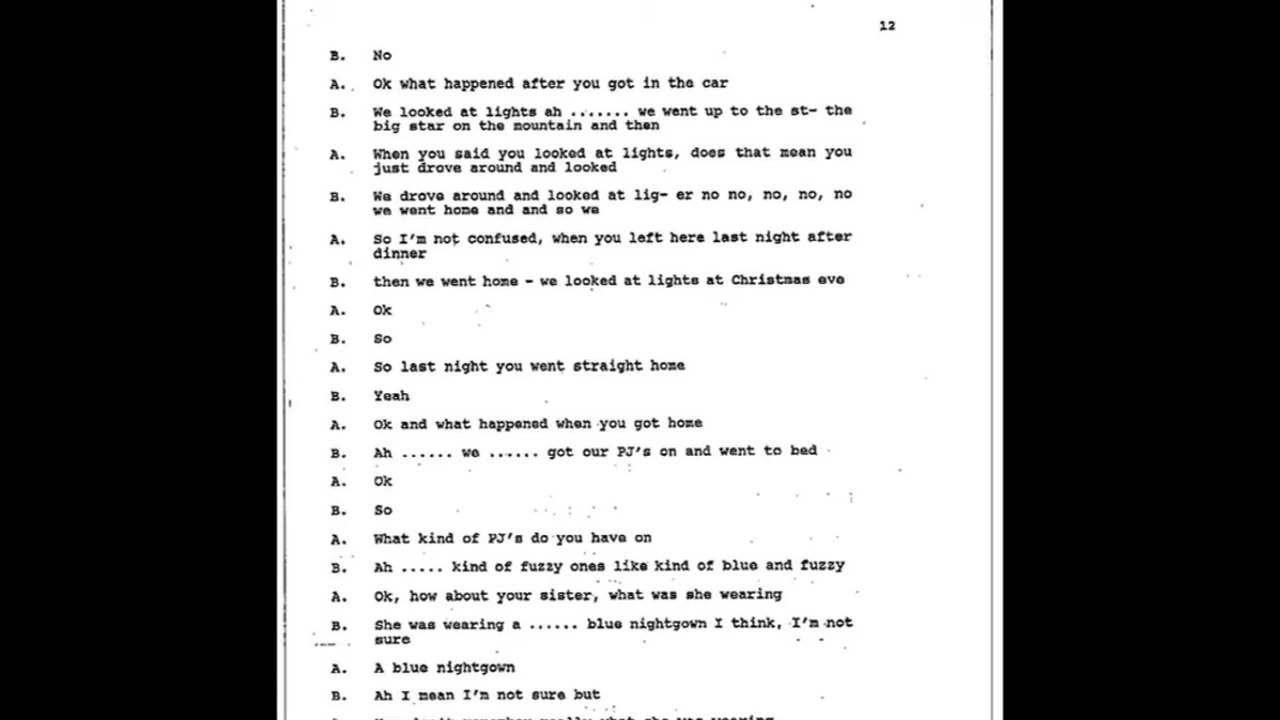 12
B. No
A. Ok what happened after you got in the car
B. We looked at lights ah ....... we went up to the st- the
big star on the mountain and then
A. When you said you looked at lights, does that mean you
just drove around and looked
B. We drove around and looked at lig- er no no, no, no, no
we went home and and so we
A. So I'm not confused, when you left here last night after
dinner
B. then we went home - we looked at lights at Christmas eve
A. Ok
B. So
A. So last night you went straight home
B. Yeah
A. Ok and what happened when you got home
B. Ah ...... we ...... got our PJ's on and went to bed
A. Ok
B. So
A. What kind of PJ's do you have on
B. Ah ..... kind of fuzzy ones like kind of blue and fuzzy
A. Ok, how about your sister, what was she wearing
B. She was wearing a ...... blue nightgown I think, I'm not
sure
A. A blue nightgown
B. Ah I mean I'm not sure but